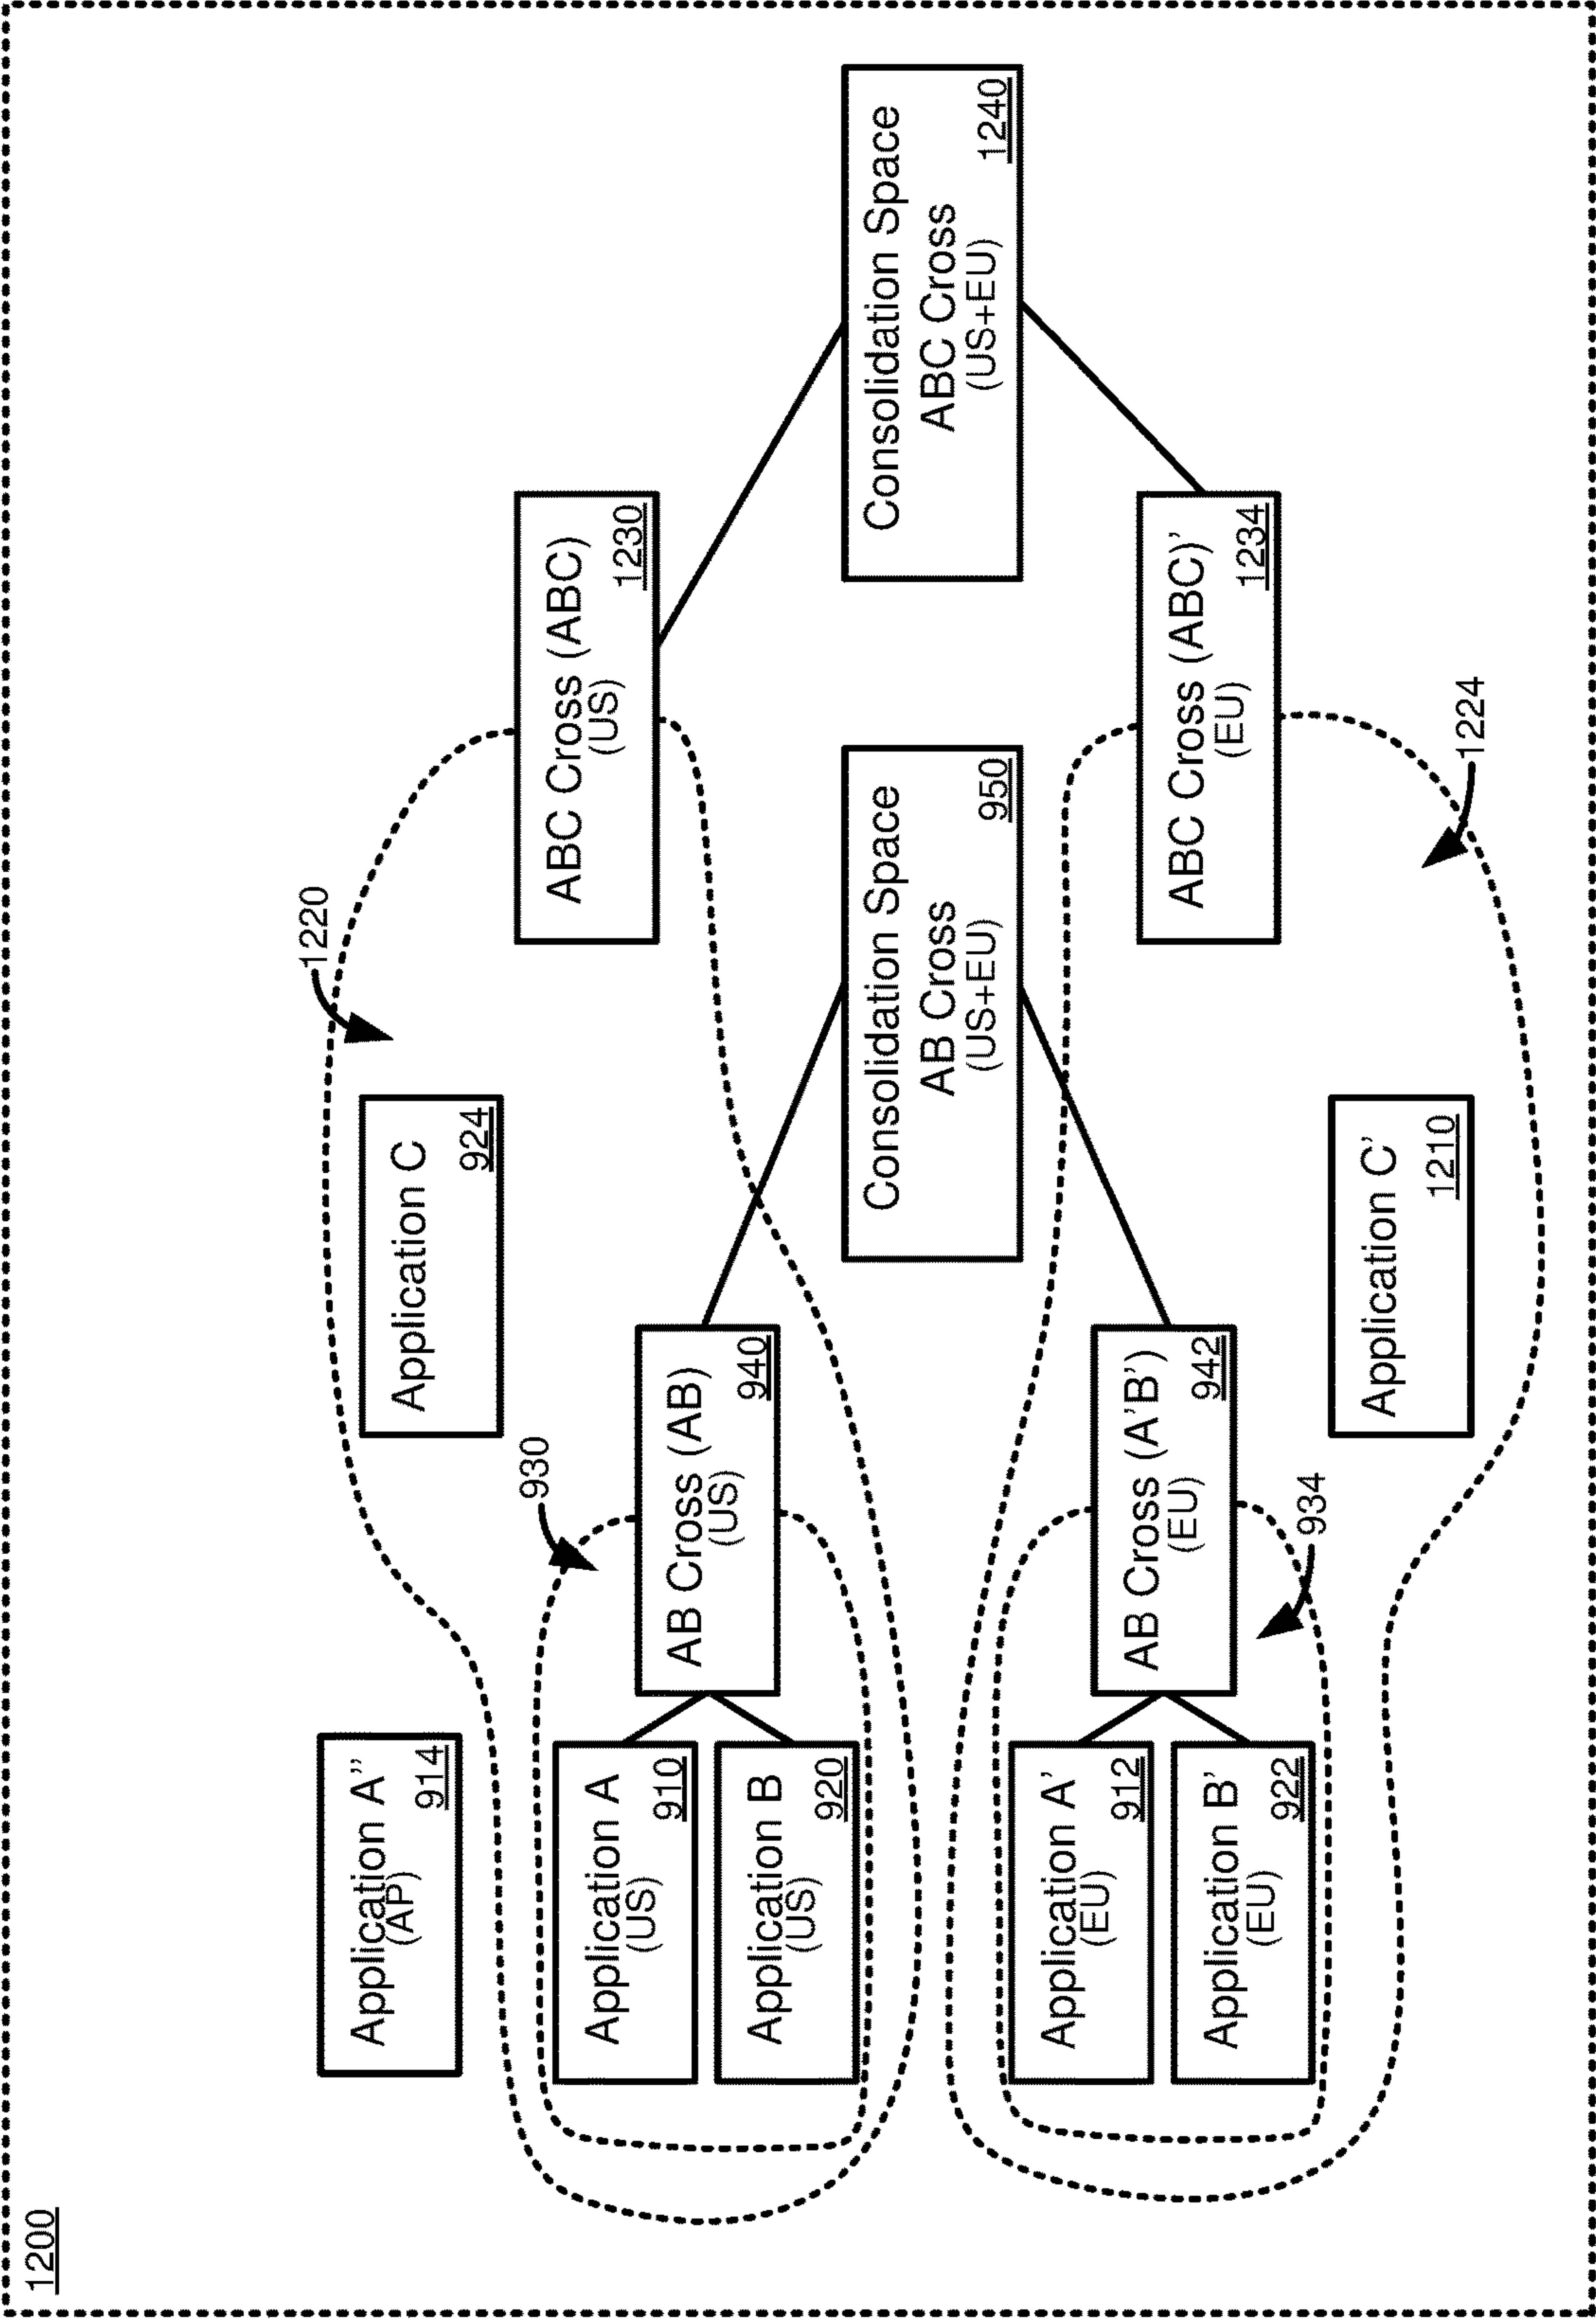 1200
Application A"
(AP)
914
Application C
924
1220
Application A
(US)
910
Application B
(US)
920
930
AB Cross (AB)
(US)
940
ABC Cross (ABC)
(US)
1230
Consolidation Space
AB Cross
(US+EU)
950
Consolidation Space
ABC Cross
(US+EU)
1240
Application A'
(EU)
912
Application B'
(EU)
922
AB Cross (A'B')
(EU)
942
934
ABC Cross (ABC)'
(EU)
1234
Application C'
1210
1224